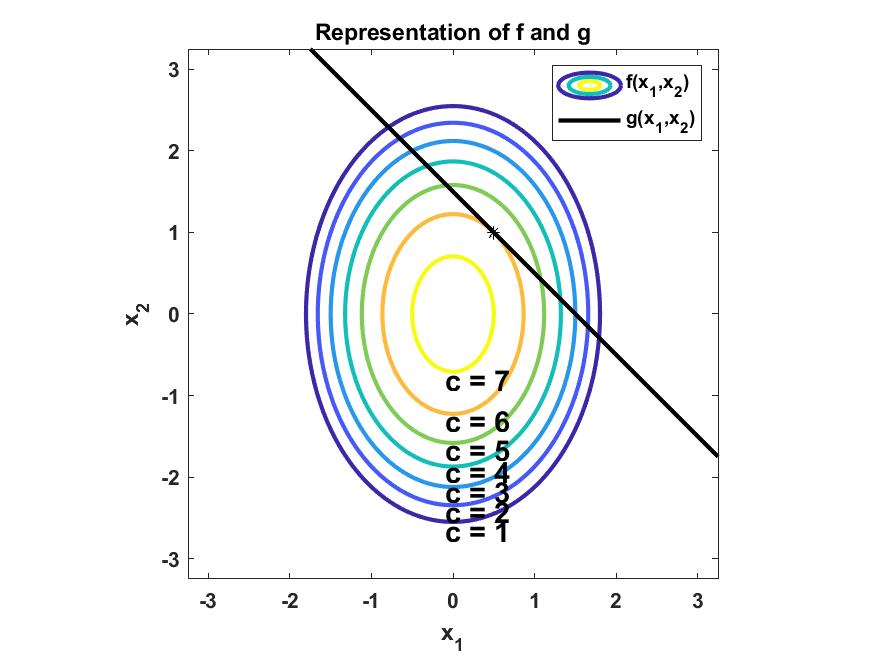 Representation of f and g
f(x₁,x₂)
g(x₁,x₂)
3
2
1
0
-1
-2
-3
x₂
c = 7
c = 6
c = 5
c = 4
c = 3
c = 2
c = 1
-3 -2 -1 0 1 2 3
x₁